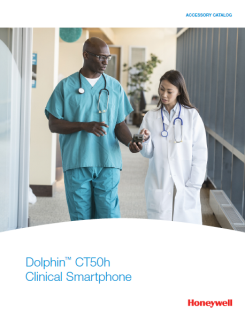 ACCESSORY CATALOG
Dolphin™ CT50h
Clinical Smartphone
Honeywell